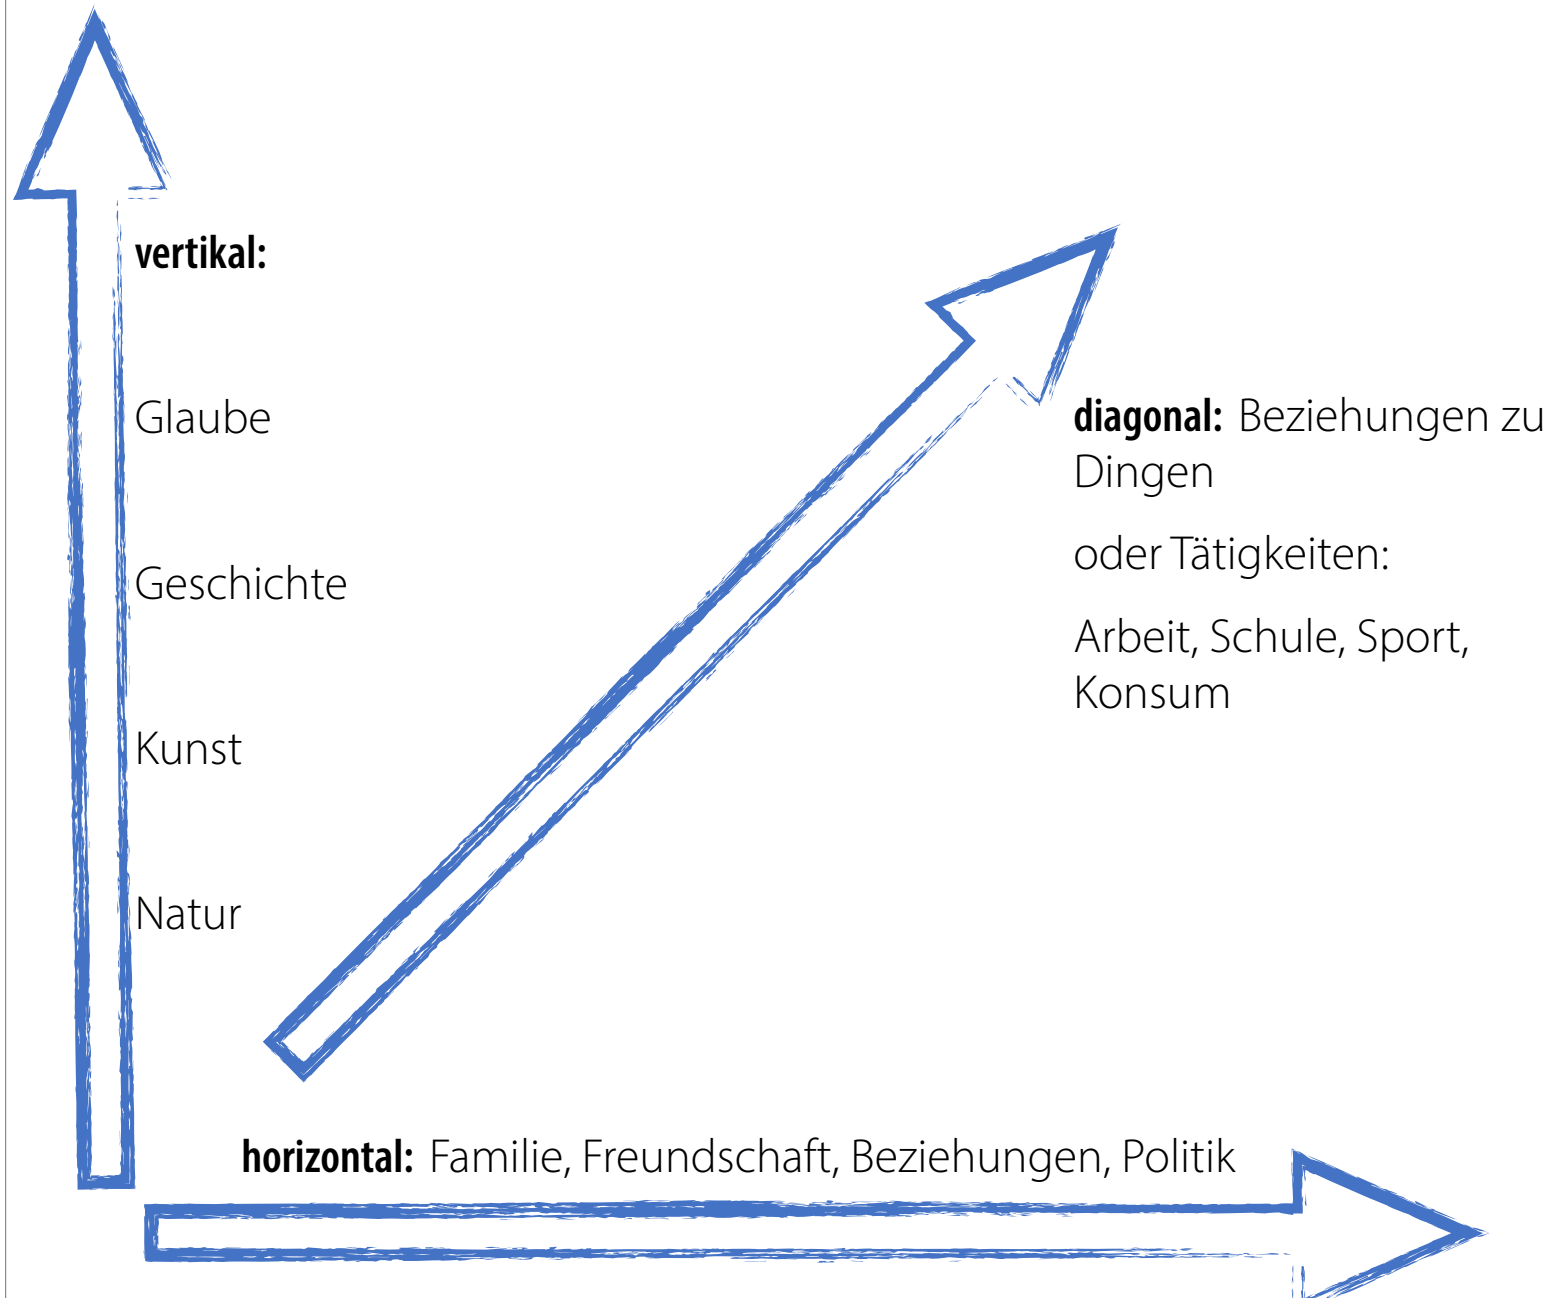 vertikal:
Glaube
Geschichte
Kunst
Natur
diagonal: Beziehungen zu
Dingen
oder Tätigkeiten:
Arbeit, Schule, Sport,
Konsum
horizontal: Familie, Freundschaft, Beziehungen, Politik